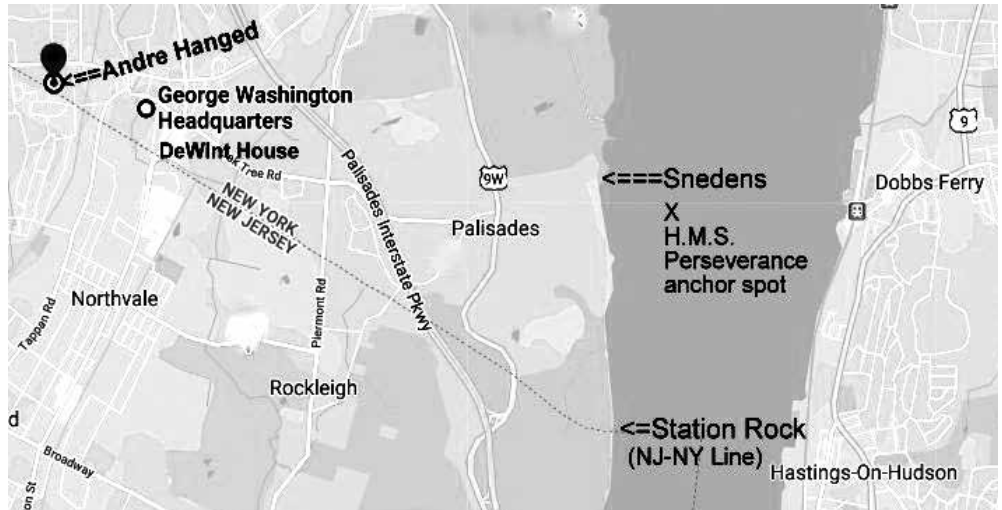 <==Andre Hanged
George Washington
Headquarters
DeWInt House
Tree Rd
NEW YORK
NEW JERSEY
Palisades Interstate Pkwy
9W
Palisades
<===Snedens
X
H.M.S.
Perseverance
anchor spot
9
Dobbs Ferry
Northvale
Tappan Rd
Piermont Rd
Rockleigh
d
Broadway
on St
<=Station Rock
(NJ-NY Line)
Hastings-On-Hudson